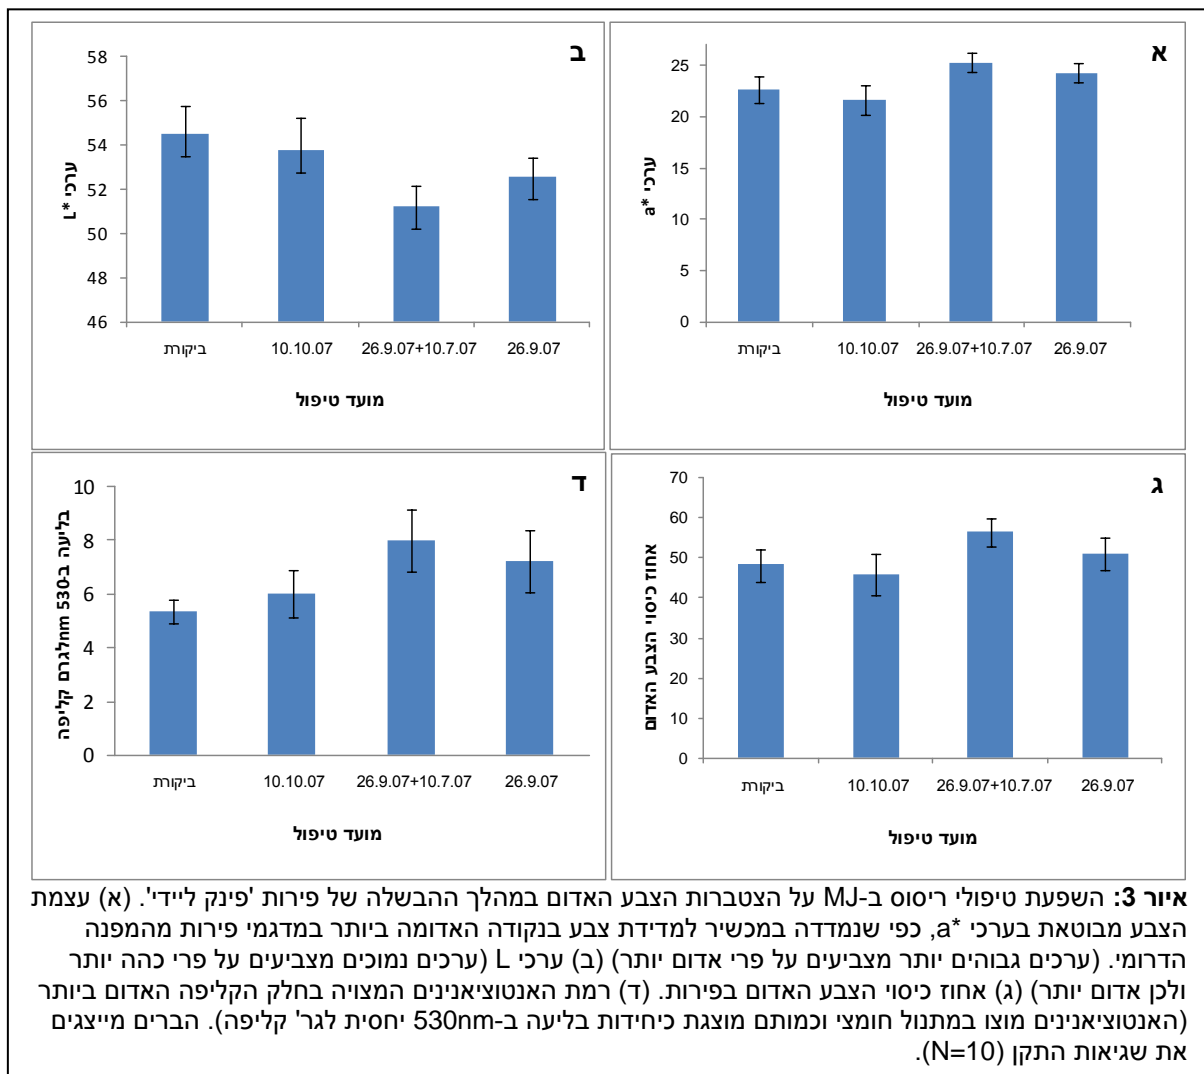 א
25
20
15
10
5
0
ערכי *a
ביקורת
10.10.07
26.9.07+10.7.07
26.9.07
מועד טיפול
ב
58
56
54
52
50
48
46
ערכי *L
ביקורת
10.10.07
26.9.07+10.7.07
26.9.07
מועד טיפול
ג
70
60
50
40
30
20
10
0
אחוז כיסוי הצבע האדום
ביקורת
10.10.07
26.9.07+10.7.07
26.9.07
מועד טיפול
ד
10
8
6
4
2
0
בליעה ב-530 nmלגרם קליפה
ביקורת
10.10.07
26.9.07+10.7.07
26.9.07
מועד טיפול
איור 3: השפעת טיפולי ריסוס ב-MJ על הצטברות הצבע האדום במהלך ההבשלה של פירות 'פינק ליידי'. (א) עצמת
הצבע מבוטאת בערכי *a, כפי שנמדדה במכשיר למדידת צבע בנקודה האדומה ביותר במדגמי פירות מהמפנה
הדרומי. (ערכים גבוהים יותר מצביעים על פרי אדום יותר) (ב) ערכי L (ערכים נמוכים מצביעים על פרי כהה יותר
ולכן אדום יותר) (ג) אחוז כיסוי הצבע האדום בפירות. (ד) רמת האנטוציאנינים המצויה בחלק הקליפה האדום ביותר
(האנטוציאנינים מוצו במתנול חומצי וכמותם מוצגת כיחידות בליעה ב-530nm יחסית לגר' קליפה). הברים מייצגים
את שגיאות התקן (N=10).